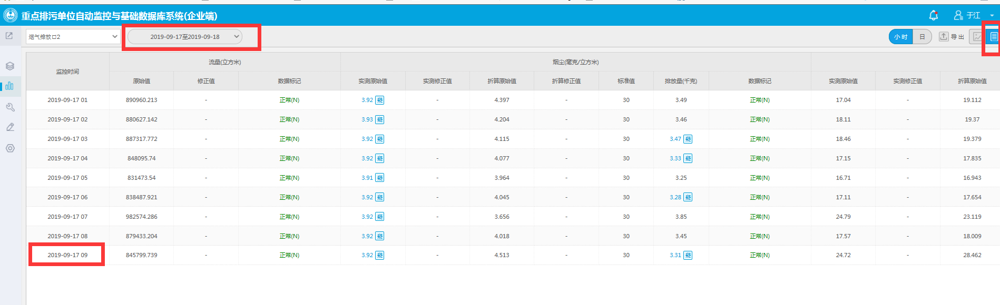 重点排污单位自动监控与基础数据库系统(企业端)
于江
烟气排放口2
2019-09-17至2019-09-18
小时 日 导出
监控时间 流量(立方米) 烟尘(毫克/立方米)
原始值 修正值 数据标记 实测原始值 实测修正值 折算原始值 折算修正值 标准值 排放量(千克) 数据标记 实测原始值 实测修正值 折算原始值
2019-09-17 01 890960.213 - 正常(N) 3.92 疑 - 4.397 - 30 3.49 正常(N) 17.04 - 19.112
2019-09-17 02 880627.142 - 正常(N) 3.93 疑 - 4.204 - 30 3.46 正常(N) 18.11 - 19.37
2019-09-17 03 887317.772 - 正常(N) 3.92 疑 - 4.115 - 30 3.47 疑 正常(N) 18.46 - 19.379
2019-09-17 04 848095.74 - 正常(N) 3.92 疑 - 4.077 - 30 3.33 疑 正常(N) 17.15 - 17.835
2019-09-17 05 831473.54 - 正常(N) 3.91 疑 - 3.964 - 30 3.25 正常(N) 16.71 - 16.943
2019-09-17 06 838487.921 - 正常(N) 3.92 疑 - 4.045 - 30 3.28 疑 正常(N) 17.11 - 17.654
2019-09-17 07 982574.286 - 正常(N) 3.92 疑 - 3.656 - 30 3.85 正常(N) 24.79 - 23.119
2019-09-17 08 879433.204 - 正常(N) 3.92 疑 - 4.018 - 30 3.45 正常(N) 17.57 - 18.009
2019-09-17 09 845799.739 - 正常(N) 3.92 疑 - 4.513 - 30 3.31 疑 正常(N) 24.72 - 28.462